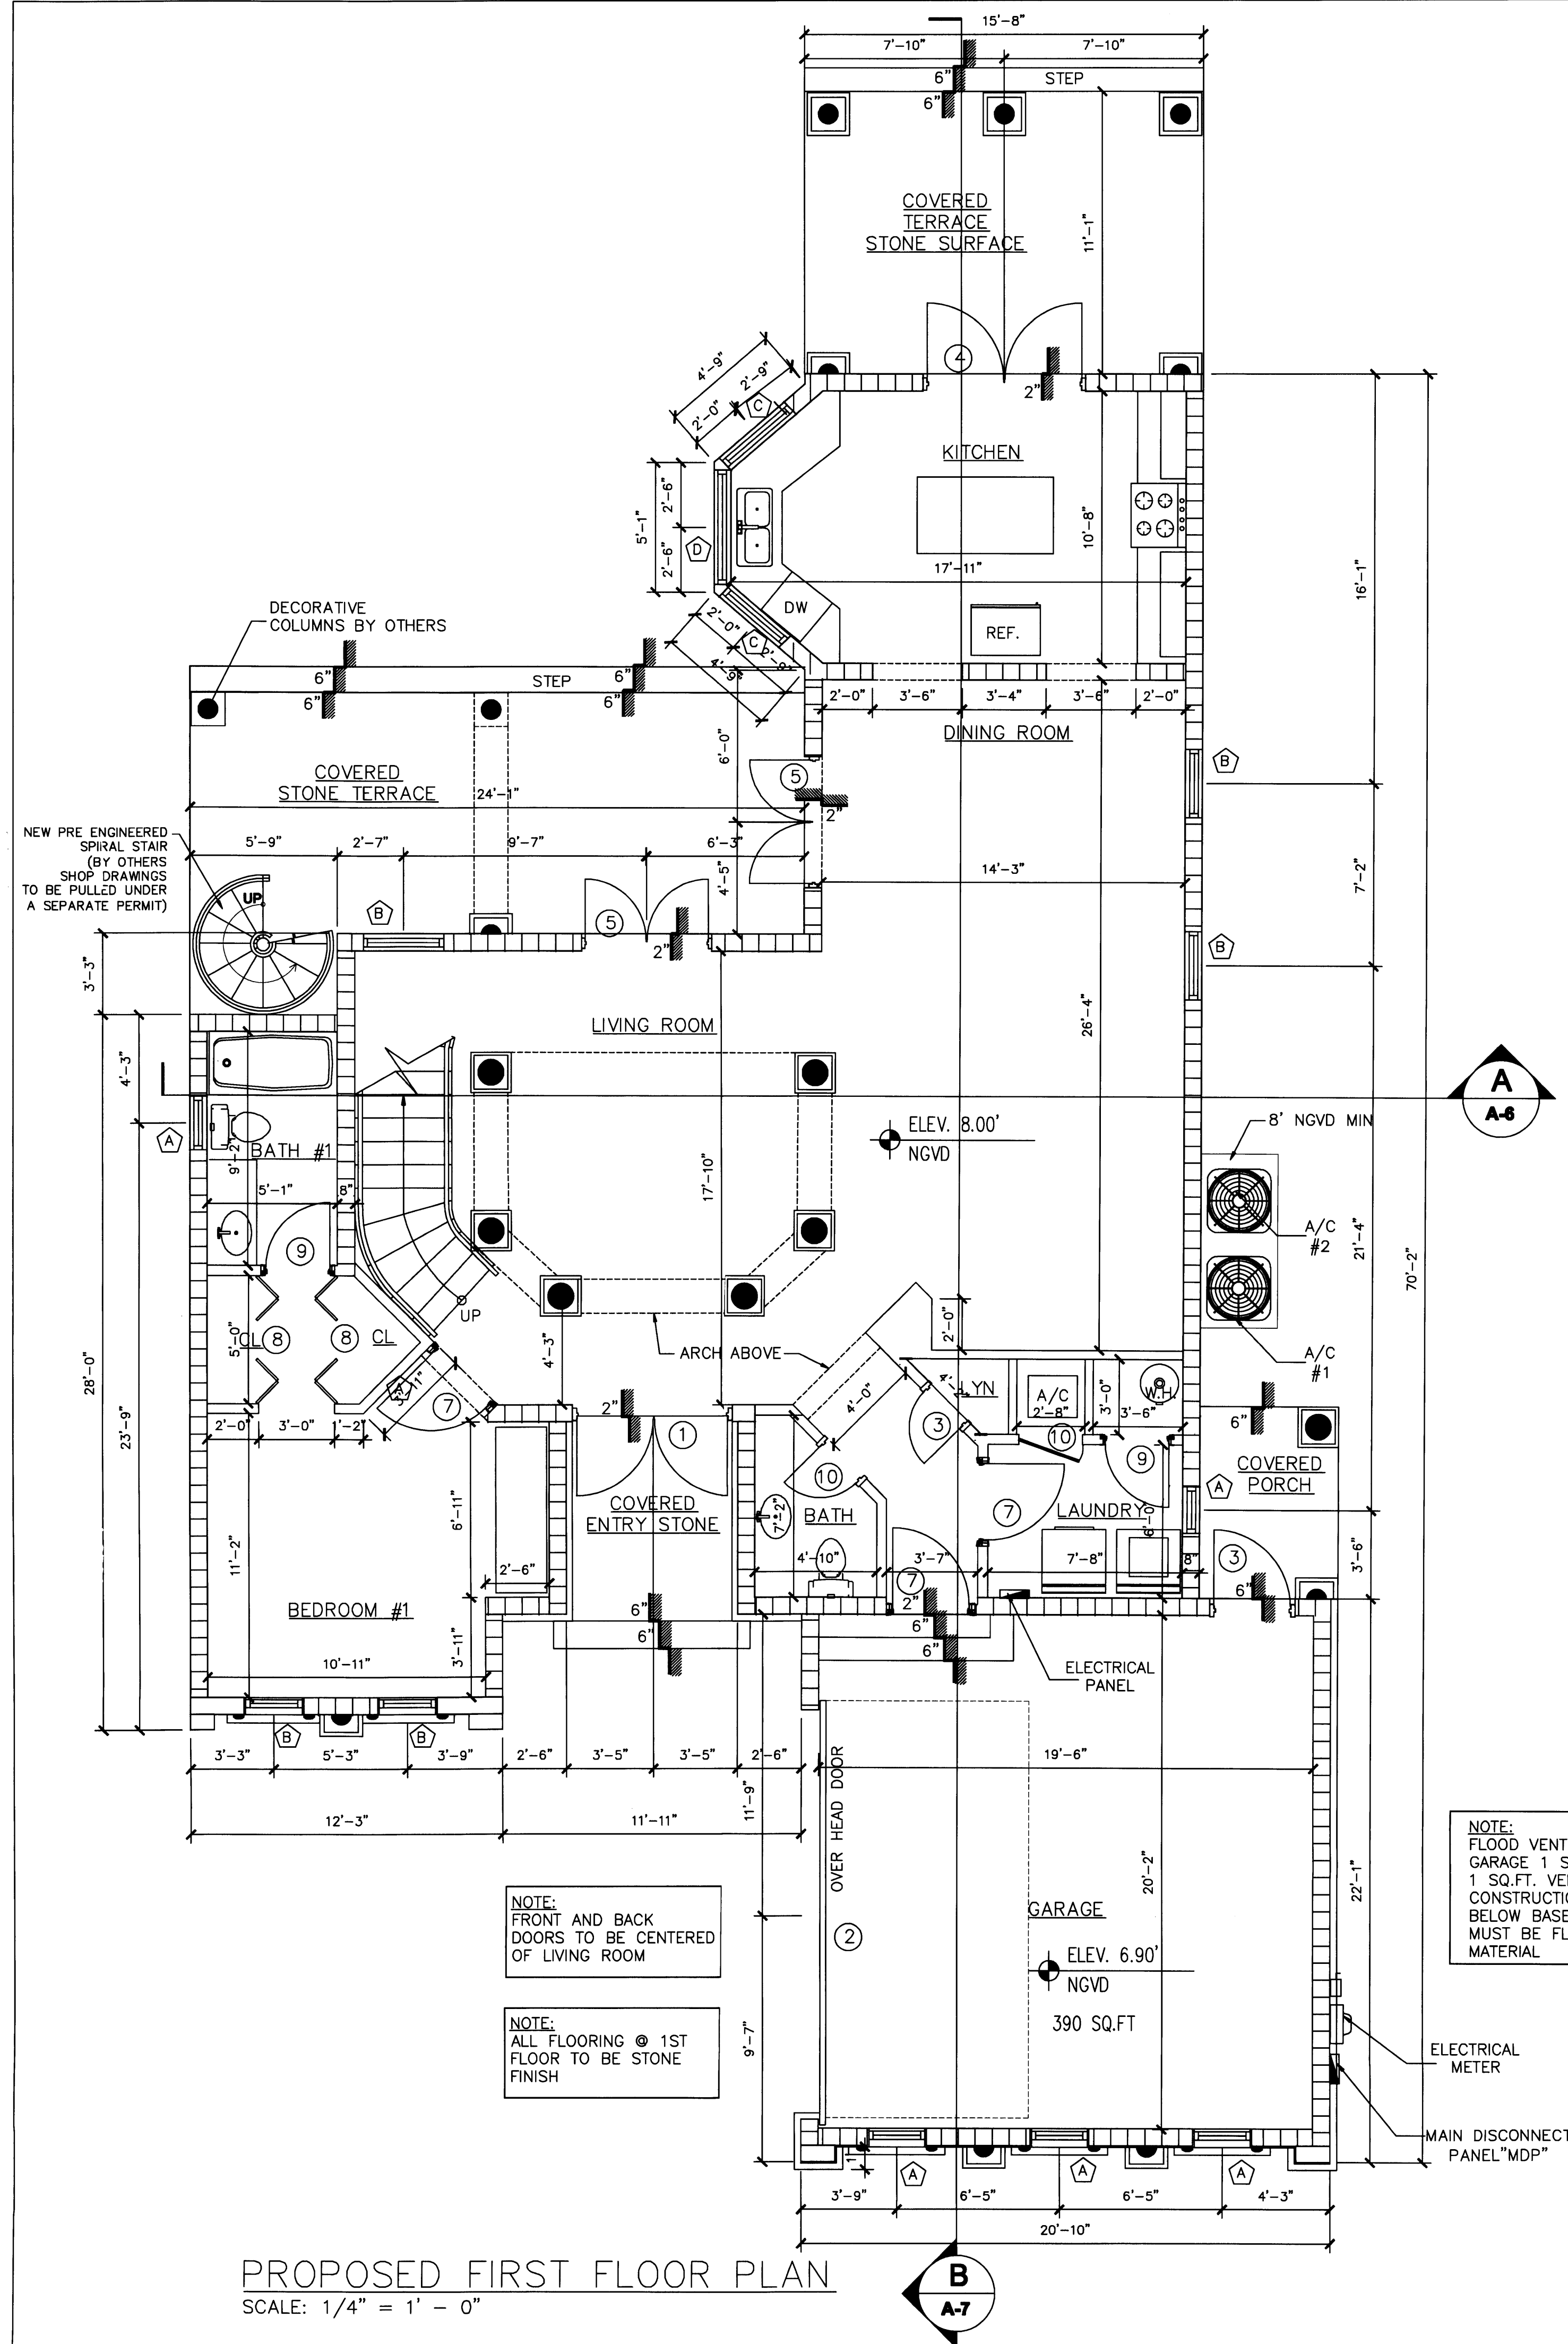 15'-8"
7'-10" 7'-10"
6" STEP
6"
COVERED
TERRACE
STONE SURFACE
11'-1"
4
2"
4'-9"
2'-9"
2'-0"
C
KITCHEN
5'-1"
2'-6"
2'-6"
D
10'-8"
17'-11"
16'-1"
DW
REF.
2'-0"
C
2'-9"
4'-9"
2'-0" 3'-6" 3'-4" 3'-6" 2'-0"
DECORATIVE
COLUMNS BY OTHERS
6" STEP 6"
6" 6"
DINING ROOM
6'-0"
B
COVERED
STONE TERRACE
24'-1"
5
2"
NEW PRE ENGINEERED
SPIRAL STAIR
(BY OTHERS
SHOP DRAWINGS
TO BE PULLED UNDER
A SEPARATE PERMIT)
5'-9" 2'-7" 9'-7" 6'-3"
4'-5"
14'-3"
7'-2"
UP
B
5
2"
B
3'-3"
LIVING ROOM
26'-4"
4'-3"
A
BATH #1
9'-2"
5'-1" 8"
17'-10"
ELEV. 8.00'
NGVD
8' NGVD MIN
A
A-6
A/C
#2
21'-4"
70'-2"
9
UP
CL 8 8 CL
5'-0"
4'-3"
ARCH ABOVE
2'-0"
A/C
#1
28'-0"
23'-9"
7
2'-0" 3'-0" 1'-2"
2"
1
4'-0"
LYN
A/C
2'-8"
3'-0"
W.H.
3'-6"
3
10
9
6"
COVERED
PORCH
A
10
6'-11"
COVERED
ENTRY STONE
BATH
7'-2"
7
LAUNDRY
6'-0"
11'-2"
2'-6"
4'-10" 3'-7" 7'-8" 8"
3
3'-6"
7
2"
6"
BEDROOM #1
6"
6"
6"
6"
3'-11"
10'-11"
ELECTRICAL
PANEL
B B
3'-3" 5'-3" 3'-9" 2'-6" 3'-5" 3'-5" 2'-6"
19'-6"
12'-3" 11'-11"
11'-9"
OVER HEAD DOOR
20'-2"
22'-1"
NOTE:
FRONT AND BACK
DOORS TO BE CENTERED
OF LIVING ROOM
2
GARAGE
ELEV. 6.90'
NGVD
390 SQ.FT
NOTE:
FLOOD VENT
GARAGE 1 S
1 SQ.FT. VE
CONSTRUCTIO
BELOW BASE
MUST BE FL
MATERIAL
NOTE:
ALL FLOORING @ 1ST
FLOOR TO BE STONE
FINISH
9'-7"
ELECTRICAL
METER
MAIN DISCONNECT
PANEL"MDP"
A A A
3'-9" 6'-5" 6'-5" 4'-3"
20'-10"
PROPOSED FIRST FLOOR PLAN
SCALE: 1/4" = 1' - 0"
B
A-7